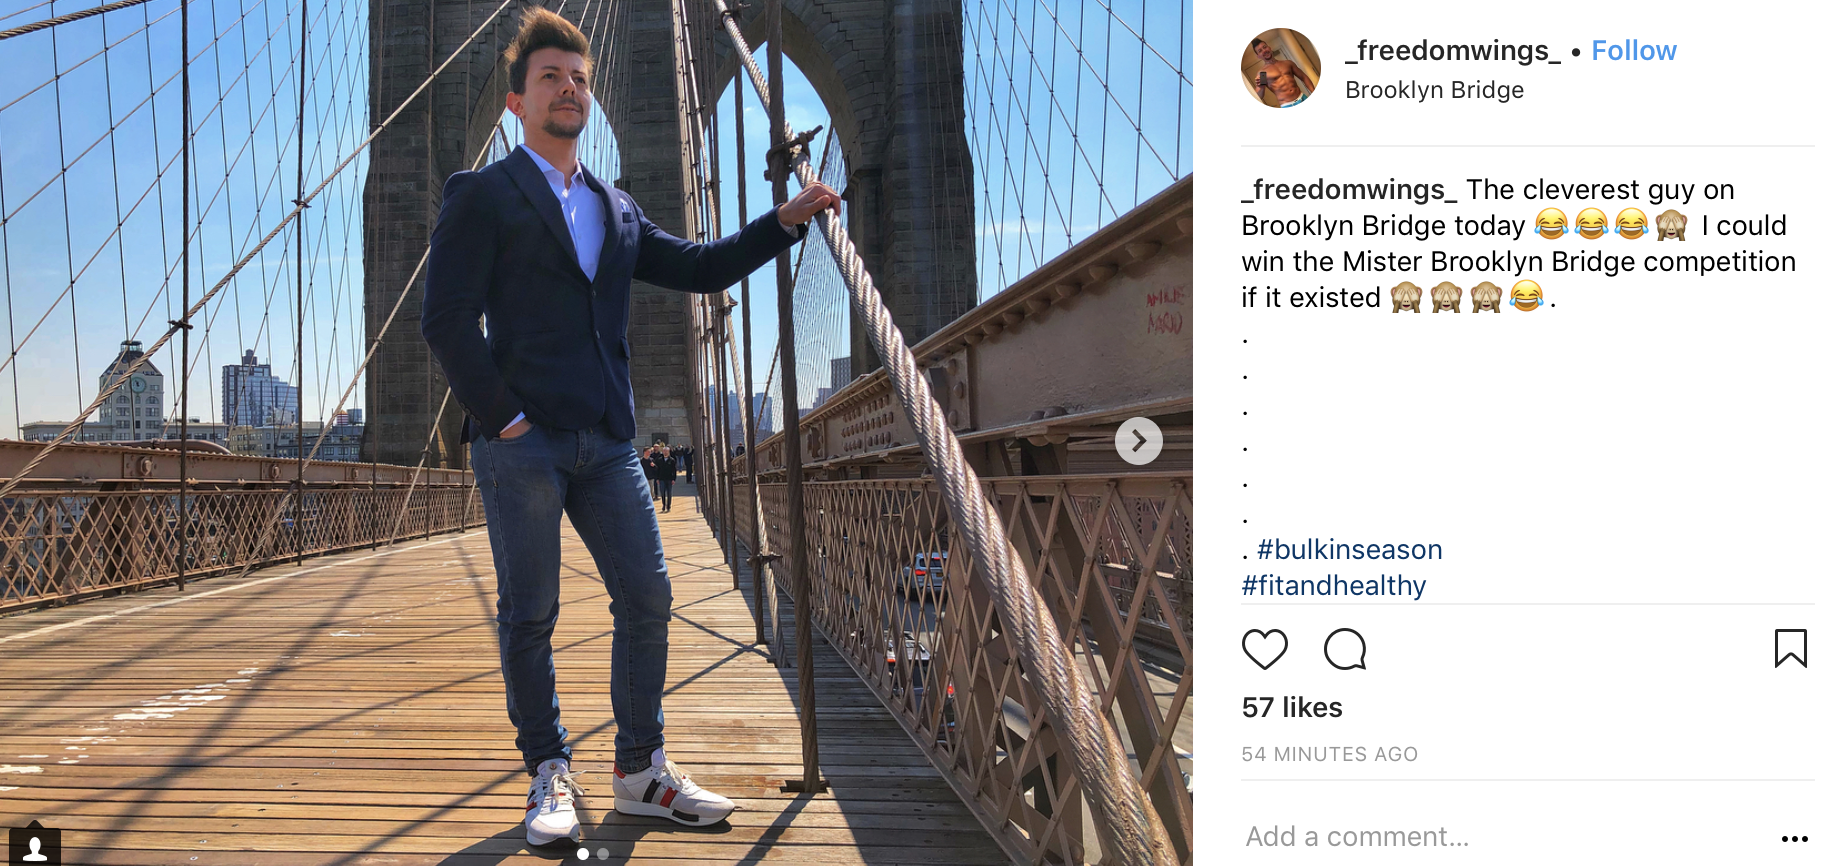 _freedomwings_ • Follow
Brooklyn Bridge
_freedomwings_ The cleverest guy on
Brooklyn Bridge today 😂😂😂🙈 I could
win the Mister Brooklyn Bridge competition
if it existed 🙈🙈🙈😂.
.
.
.
.
.
.
. #bulkinseason
#fitandhealthy
57 likes
54 MINUTES AGO
Add a comment...